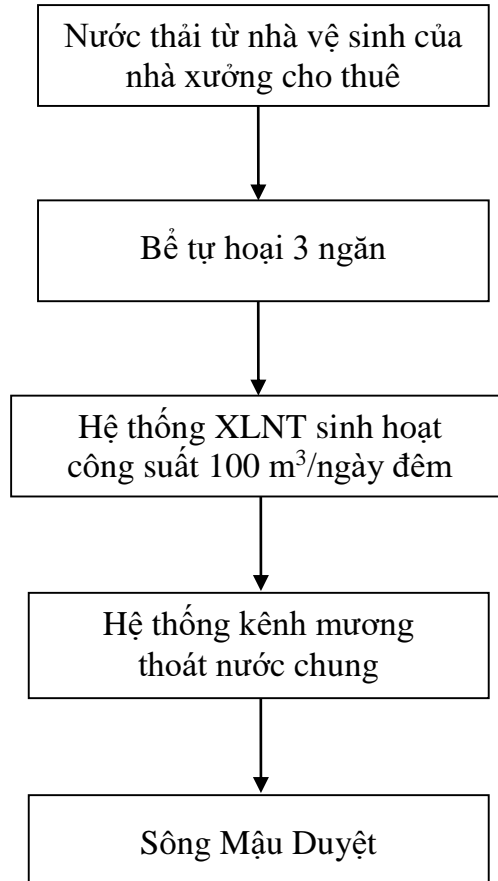 Nước thải từ nhà vệ sinh của
nhà xưởng cho thuê
Bể tự hoại 3 ngăn
Hệ thống XLNT sinh hoạt
công suất 100 m³/ngày đêm
Hệ thống kênh mương
thoát nước chung
Sông Mậu Duyệt